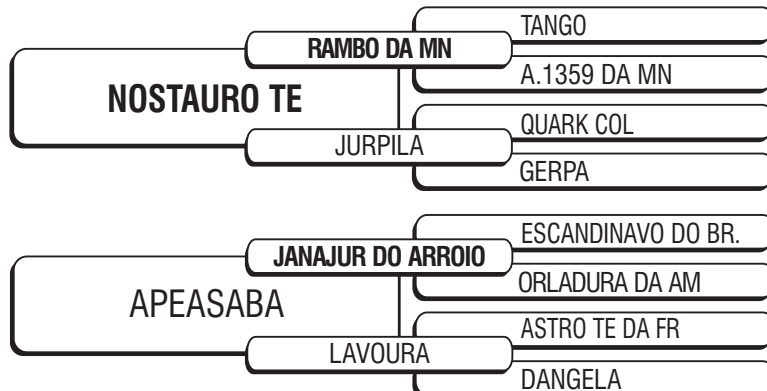 TANGO
RAMBO DA MN
A.1359 DA MN
NOSTAURO TE
QUARK COL
JURPILA
GERPA
ESCANDINAVO DO BR.
JANAJUR DO ARROIO
ORLADURA DA AM
APEASABA
ASTRO TE DA FR
LAVOURA
DANGELA